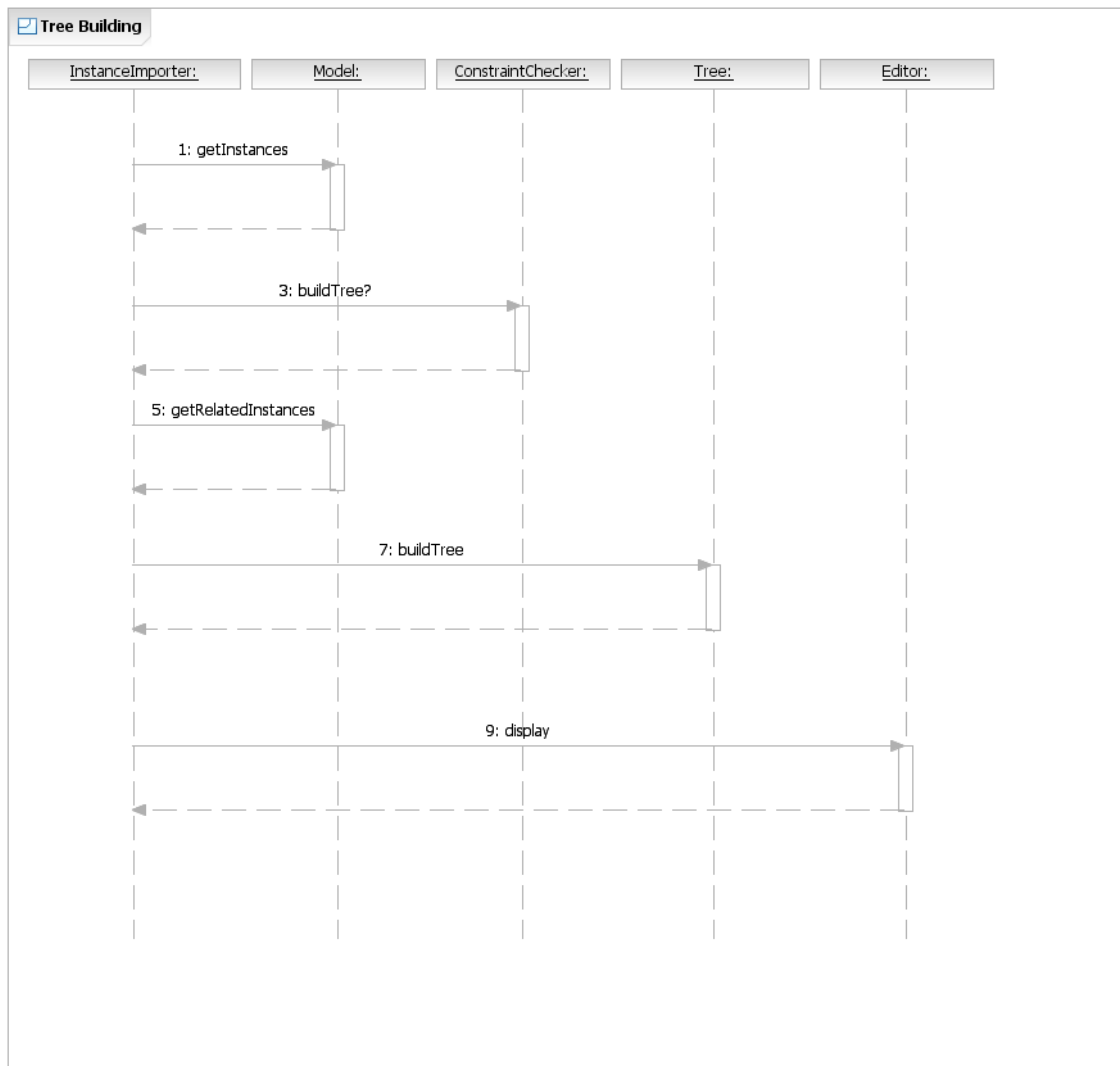 Tree Building
InstanceImporter: Model: ConstraintChecker: Tree: Editor:
1: getInstances
3: buildTree?
5: getRelatedInstances
7: buildTree
9: display